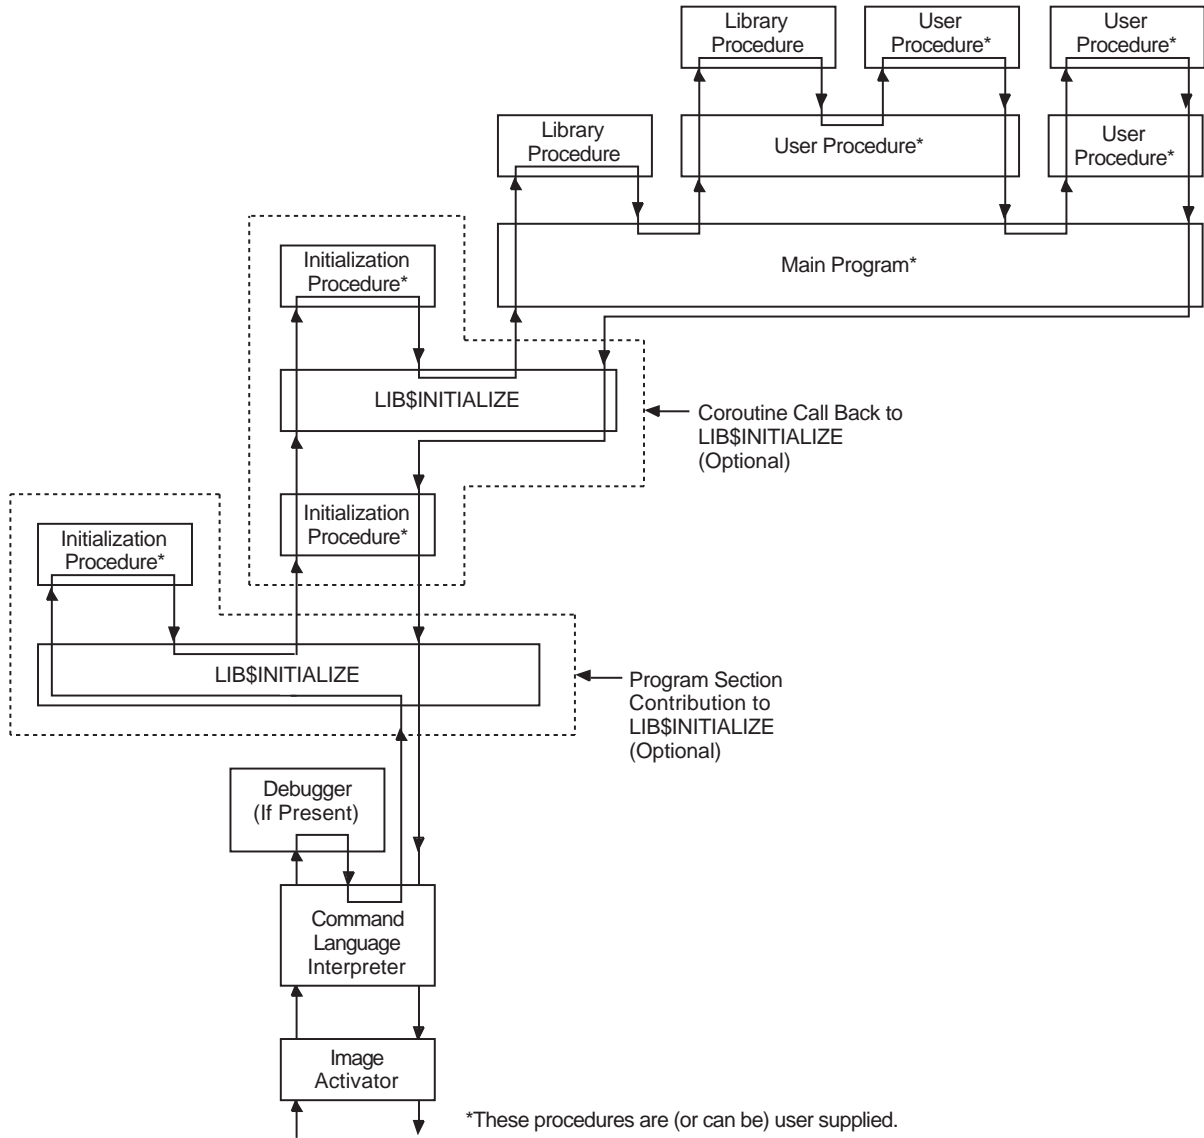 Library
Procedure
User
Procedure*
User
Procedure*
Library
Procedure
User Procedure*
User
Procedure*
Main Program*
Initialization
Procedure*
LIB$INITIALIZE
Coroutine Call Back to
LIB$INITIALIZE
(Optional)
Initialization
Procedure*
Initialization
Procedure*
LIB$INITIALIZE
Program Section
Contribution to
LIB$INITIALIZE
(Optional)
Debugger
(If Present)
Command
Language
Interpreter
Image
Activator
*These procedures are (or can be) user supplied.